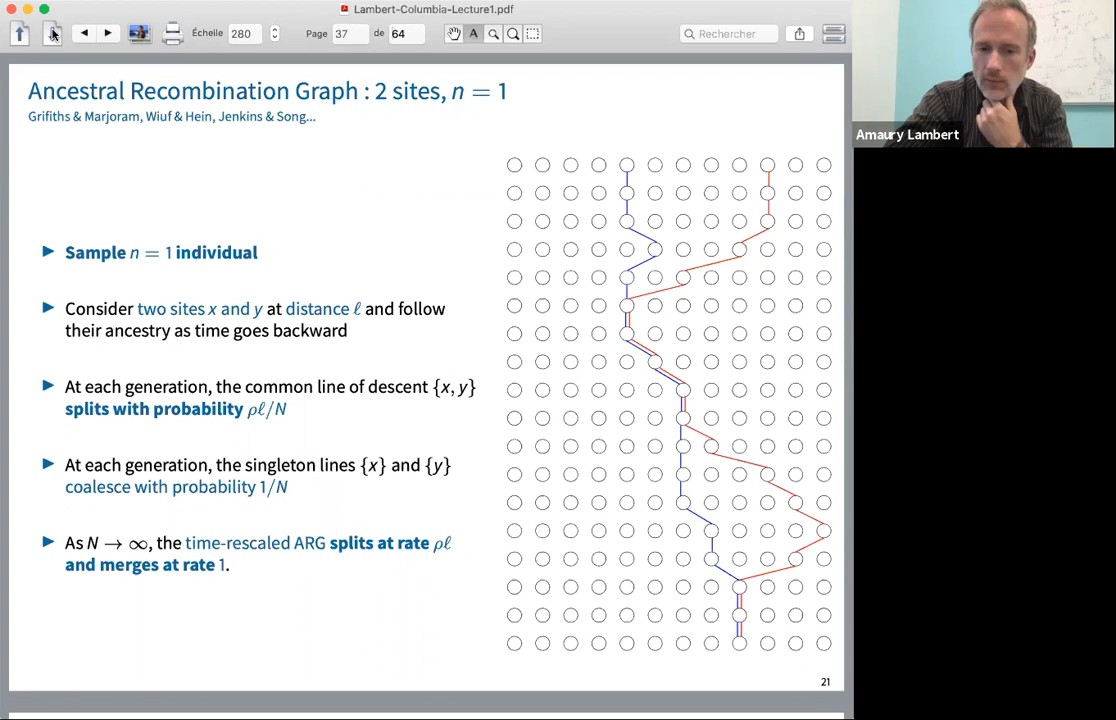 Lambert-Columbia-Lecture1.pdf
Échelle 280 Page 37 de 64 A Rechercher
Ancestral Recombination Graph : 2 sites, n = 1
Grifiths & Marjoram, Wiuf & Hein, Jenkins & Song...
Amaury Lambert
Sample n = 1 individual
Consider two sites x and y at distance ℓ and follow
their ancestry as time goes backward
At each generation, the common line of descent {x, y}
splits with probability ρℓ/N
At each generation, the singleton lines {x} and {y}
coalesce with probability 1/N
As N → ∞, the time-rescaled ARG splits at rate ρℓ
and merges at rate 1.
21